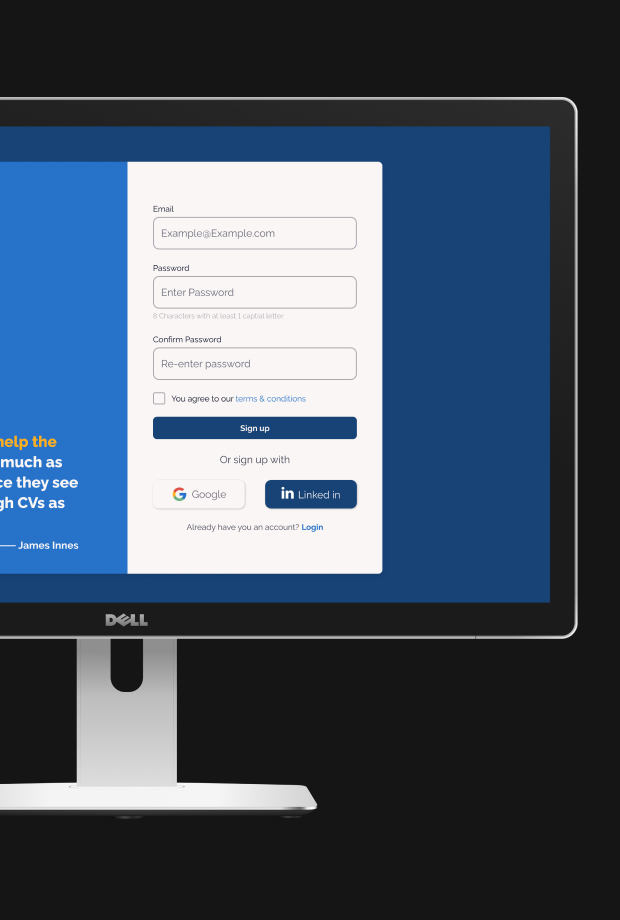 Email
Example@Example.com
Password
Enter Password
8 Characters with at least 1 captial letter
Confirm Password
Re-enter password
You agree to our terms & conditions
Sign up
Or sign up with
Google
in Linked in
Already have you an account? Login
help the
much as
ce they see
gh CVs as
— James Innes
DELL